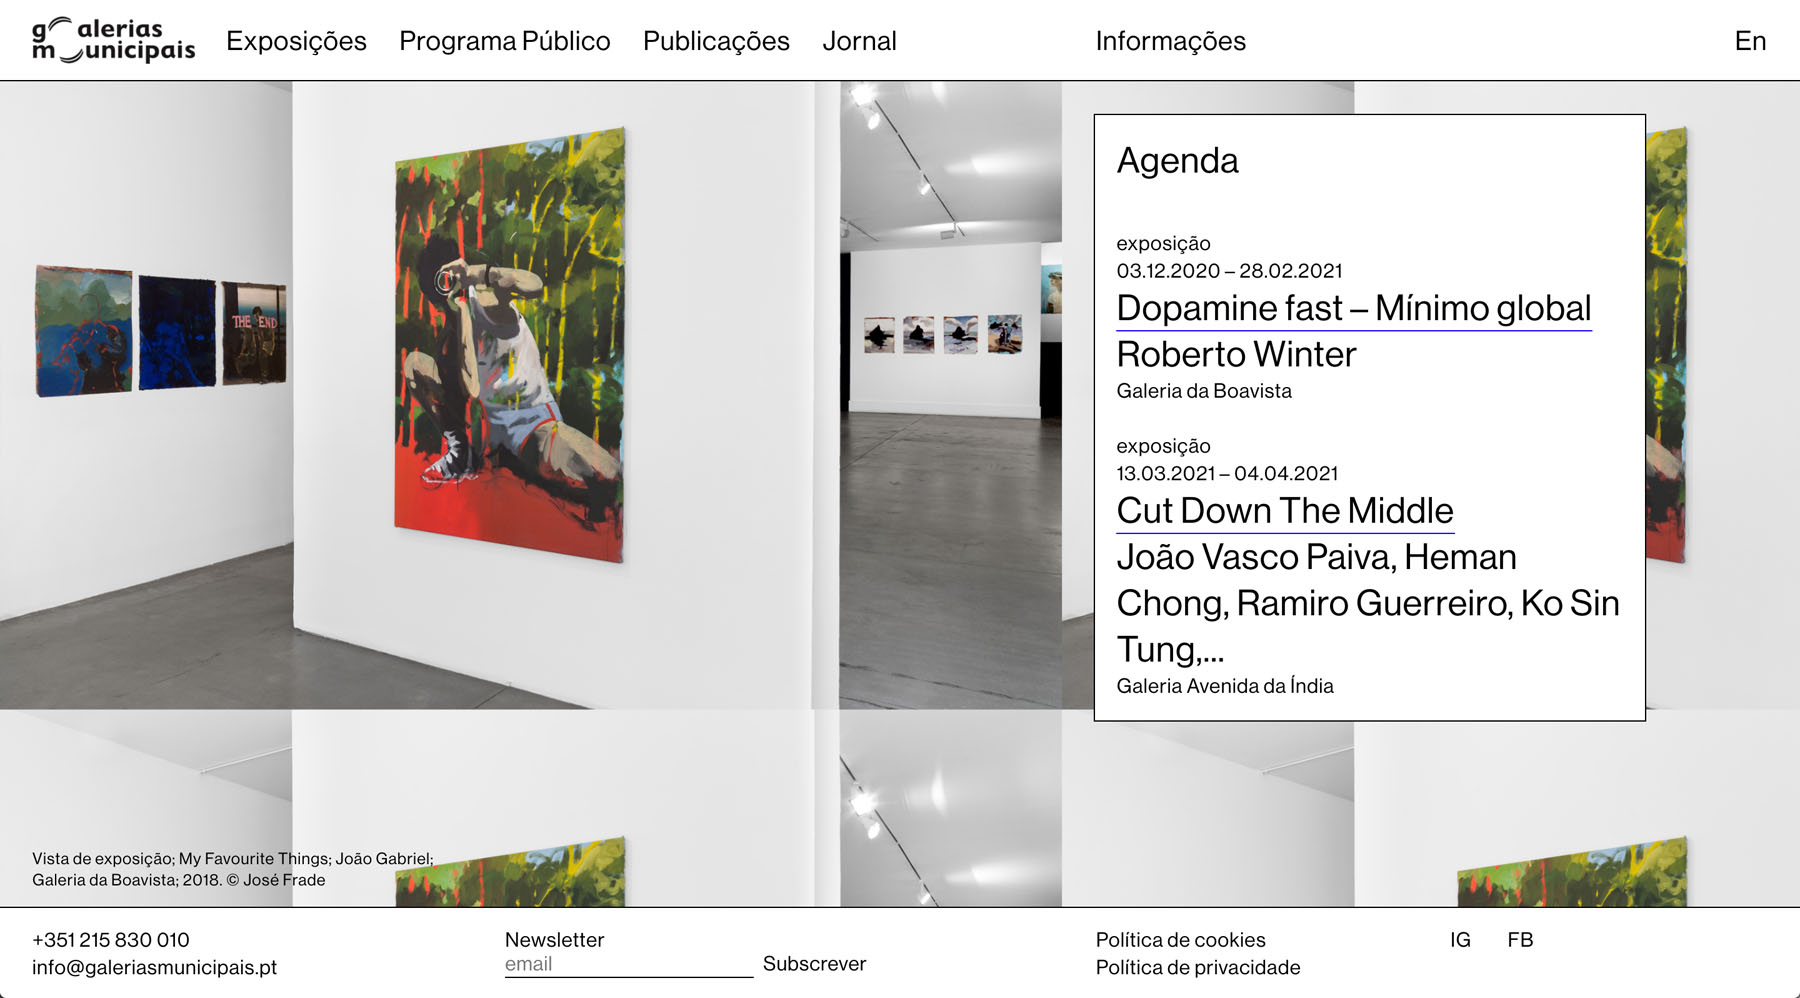 galerias
municipais
Exposições
Programa Público
Publicações
Jornal
Informações
En
THE END
Agenda
exposição
03.12.2020 – 28.02.2021
Dopamine fast – Mínimo global
Roberto Winter
Galeria da Boavista
exposição
13.03.2021 – 04.04.2021
Cut Down The Middle
João Vasco Paiva, Heman
Chong, Ramiro Guerreiro, Ko Sin
Tung,...
Galeria Avenida da Índia
Vista de exposição; My Favourite Things; João Gabriel;
Galeria da Boavista; 2018. © José Frade
+351 215 830 010
info@galeriasmunicipais.pt
Newsletter
email
Subscrever
Política de cookies
Política de privacidade
IG
FB